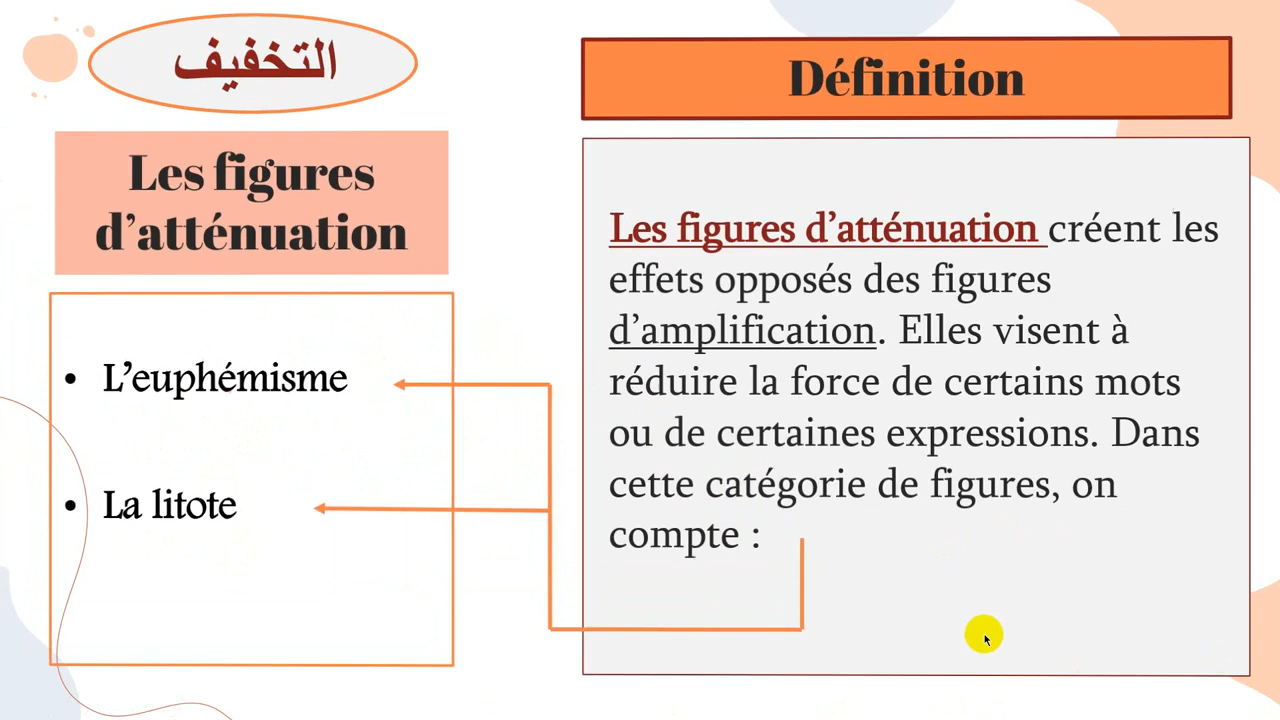 التخفيف
Les figures
d’atténuation
• L’euphémisme
• La litote
Définition
Les figures d’atténuation créent les
effets opposés des figures
d’amplification. Elles visent à
réduire la force de certains mots
ou de certaines expressions. Dans
cette catégorie de figures, on
compte :